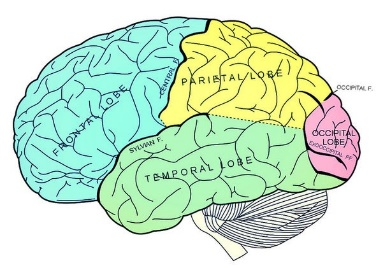 FRONTAL LOBE
CENTRAL F.
PARIETAL LOBE
OCCIPITAL F.
OCCIPITAL
LOBE
SYLVIAN F.
TEMPORAL LOBE